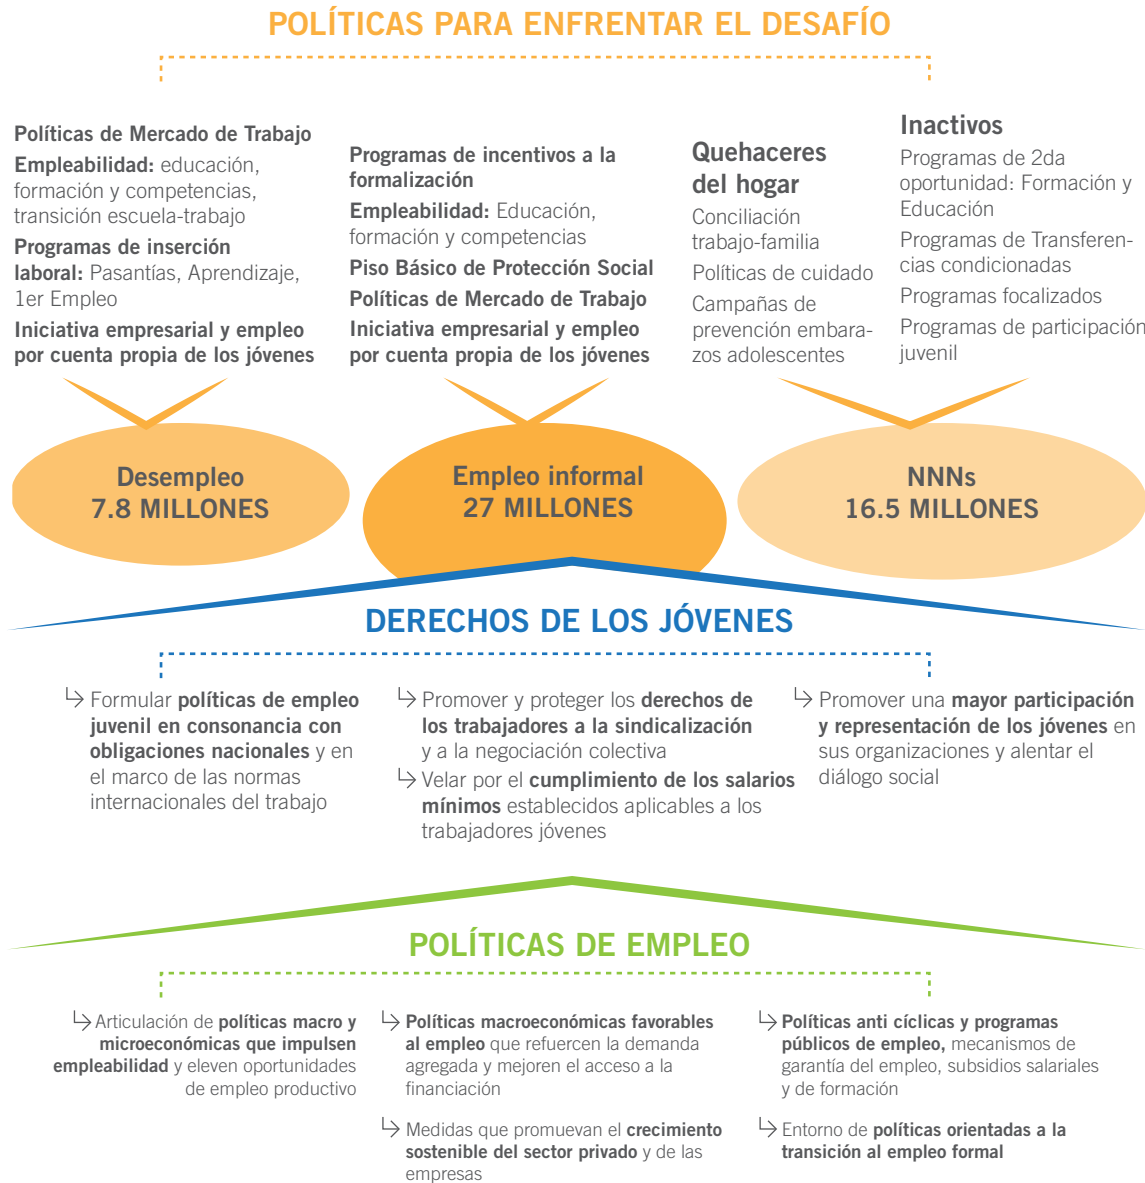 POLÍTICAS PARA ENFRENTAR EL DESAFÍO
Políticas de Mercado de Trabajo
Empleabilidad: educación,
formación y competencias,
transición escuela-trabajo
Programas de inserción
laboral: Pasantías, Aprendizaje,
1er Empleo
Iniciativa empresarial y empleo
por cuenta propia de los jóvenes
Programas de incentivos a la
formalización
Empleabilidad: Educación,
formación y competencias
Piso Básico de Protección Social
Políticas de Mercado de Trabajo
Iniciativa empresarial y empleo
por cuenta propia de los jóvenes
Quehaceres
del hogar
Conciliación
trabajo-familia
Políticas de cuidado
Campañas de
prevención embara-
zos adolescentes
Inactivos
Programas de 2da
oportunidad: Formación y
Educación
Programas de Transferen-
cias condicionadas
Programas focalizados
Programas de participación
juvenil
Desempleo
7.8 MILLONES
Empleo informal
27 MILLONES
NNNs
16.5 MILLONES
DERECHOS DE LOS JÓVENES
Formular políticas de empleo
juvenil en consonancia con
obligaciones nacionales y en
el marco de las normas
internacionales del trabajo
Promover y proteger los derechos de
los trabajadores a la sindicalización
y a la negociación colectiva
Velar por el cumplimiento de los salarios
mínimos establecidos aplicables a los
trabajadores jóvenes
Promover una mayor participación
y representación de los jóvenes en
sus organizaciones y alentar el
diálogo social
POLÍTICAS DE EMPLEO
Articulación de políticas macro y
microeconómicas que impulsen
empleabilidad y eleven oportunidades
de empleo productivo
Políticas macroeconómicas favorables
al empleo que refuercen la demanda
agregada y mejoren el acceso a la
financiación
Medidas que promuevan el crecimiento
sostenible del sector privado y de las
empresas
Políticas anti cíclicas y programas
públicos de empleo, mecanismos de
garantía del empleo, subsidios salariales
y de formación
Entorno de políticas orientadas a la
transición al empleo formal